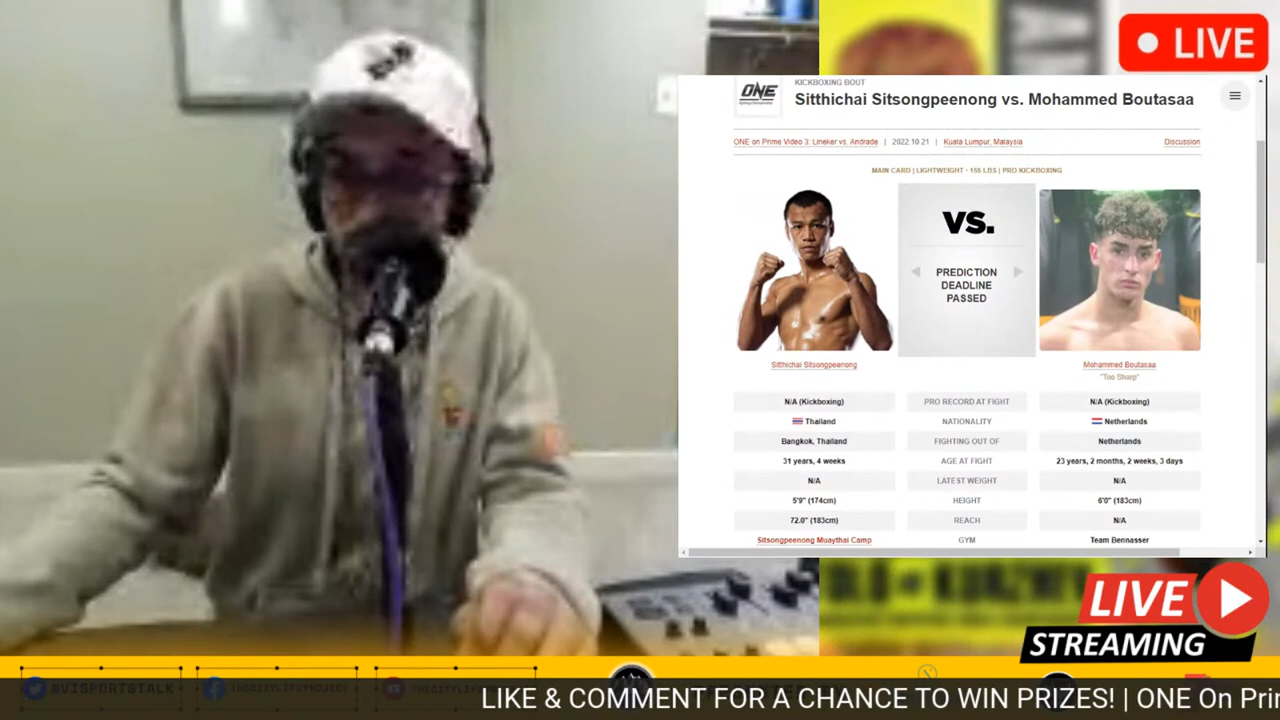 LIVE
KICKBOXING BOUT
ONE
Sitthichai Sitsongpeenong vs. Mohammed Boutasaa
ONE on Prime Video 3: Lineker vs. Andrade | 2022.10.21 | Kuala Lumpur, Malaysia Discussion
MAIN CARD | LIGHTWEIGHT · 155 LBS | PRO KICKBOXING
VS.
PREDICTION
DEADLINE
PASSED
Sitthichai Sitsongpeenong Mohammed Boutasaa
"Too Sharp"
N/A (Kickboxing) PRO RECORD AT FIGHT N/A (Kickboxing)
Thailand NATIONALITY Netherlands
Bangkok, Thailand FIGHTING OUT OF Netherlands
31 years, 4 weeks AGE AT FIGHT 23 years, 2 months, 2 weeks, 3 days
N/A LATEST WEIGHT N/A
5'9" (174cm) HEIGHT 6'0" (183cm)
72.0" (183cm) REACH N/A
Sitsongpeenong Muaythai Camp GYM Team Bennasser
LIVE
STREAMING
@VISPORTSTALK THECITYLIFEPROJECT
LIKE & COMMENT FOR A CHANCE TO WIN PRIZES! | ONE On Prin